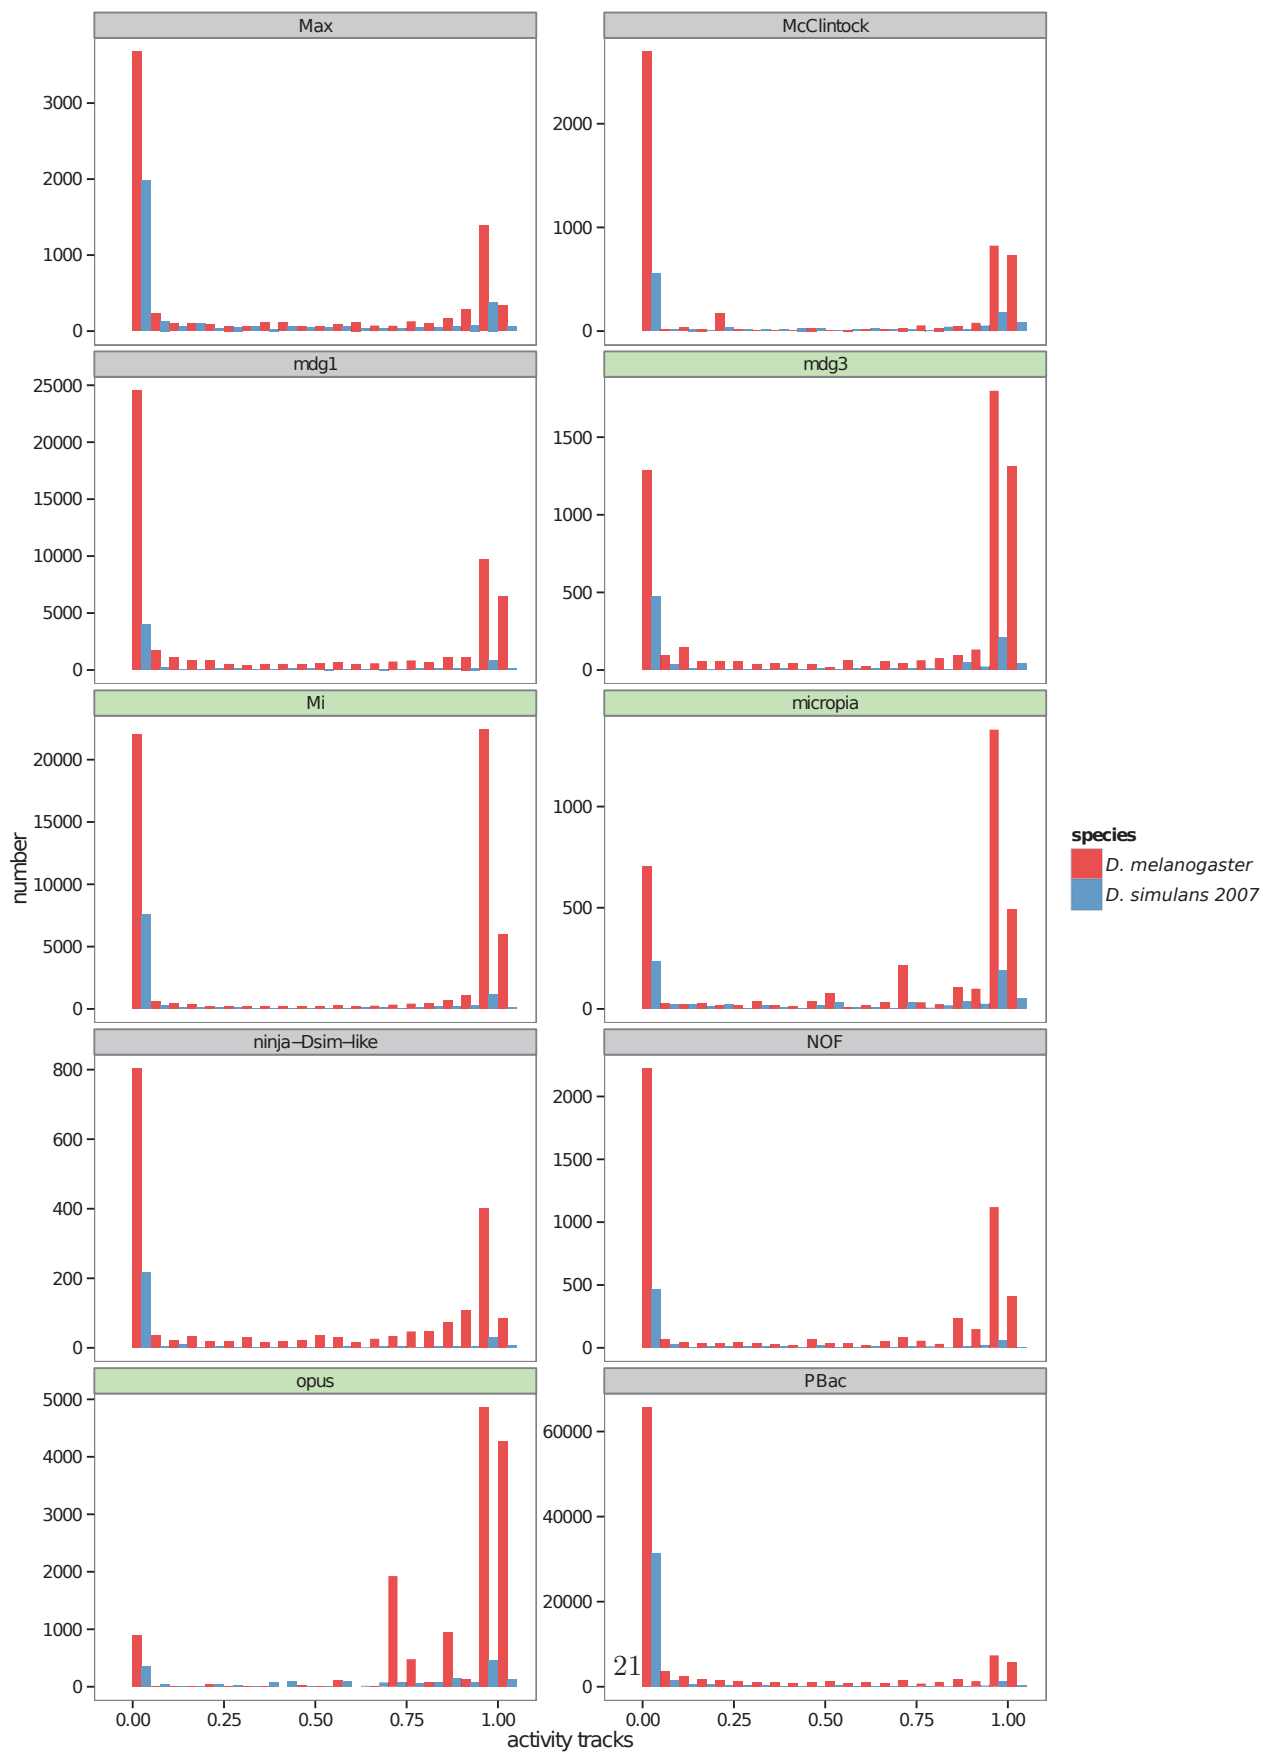 Max
McClintock
3000
2000
1000
0
2000
1000
0
mdg1
mdg3
25000
20000
15000
10000
5000
0
1500
1000
500
0
Mi
micropia
20000
15000
10000
5000
0
1000
500
0
number
species
D. melanogaster
D. simulans 2007
ninja−Dsim−like
NOF
800
600
400
200
0
2000
1500
1000
500
0
opus
PBac
5000
4000
3000
2000
1000
0
60000
40000
20000
0
21
0.00 0.25 0.50 0.75 1.00
0.00 0.25 0.50 0.75 1.00
activity tracks